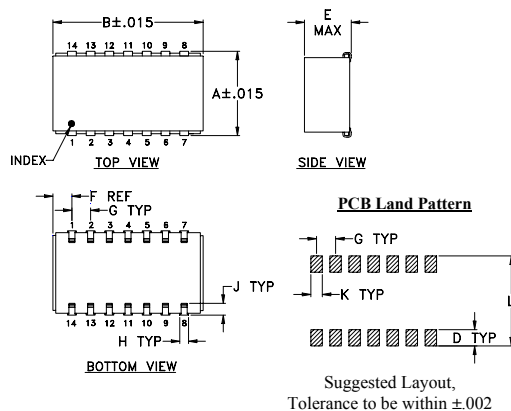 B±.015
14 13 12 11 10 9 8
A±.015
INDEX
1 2 3 4 5 6 7
TOP VIEW
E
MAX
SIDE VIEW
F REF
G TYP
1 2 3 4 5 6 7
J TYP
14 13 12 11 10 9 8
H TYP
BOTTOM VIEW
PCB Land Pattern
G TYP
K TYP
L
D TYP
Suggested Layout,
Tolerance to be within ±.002